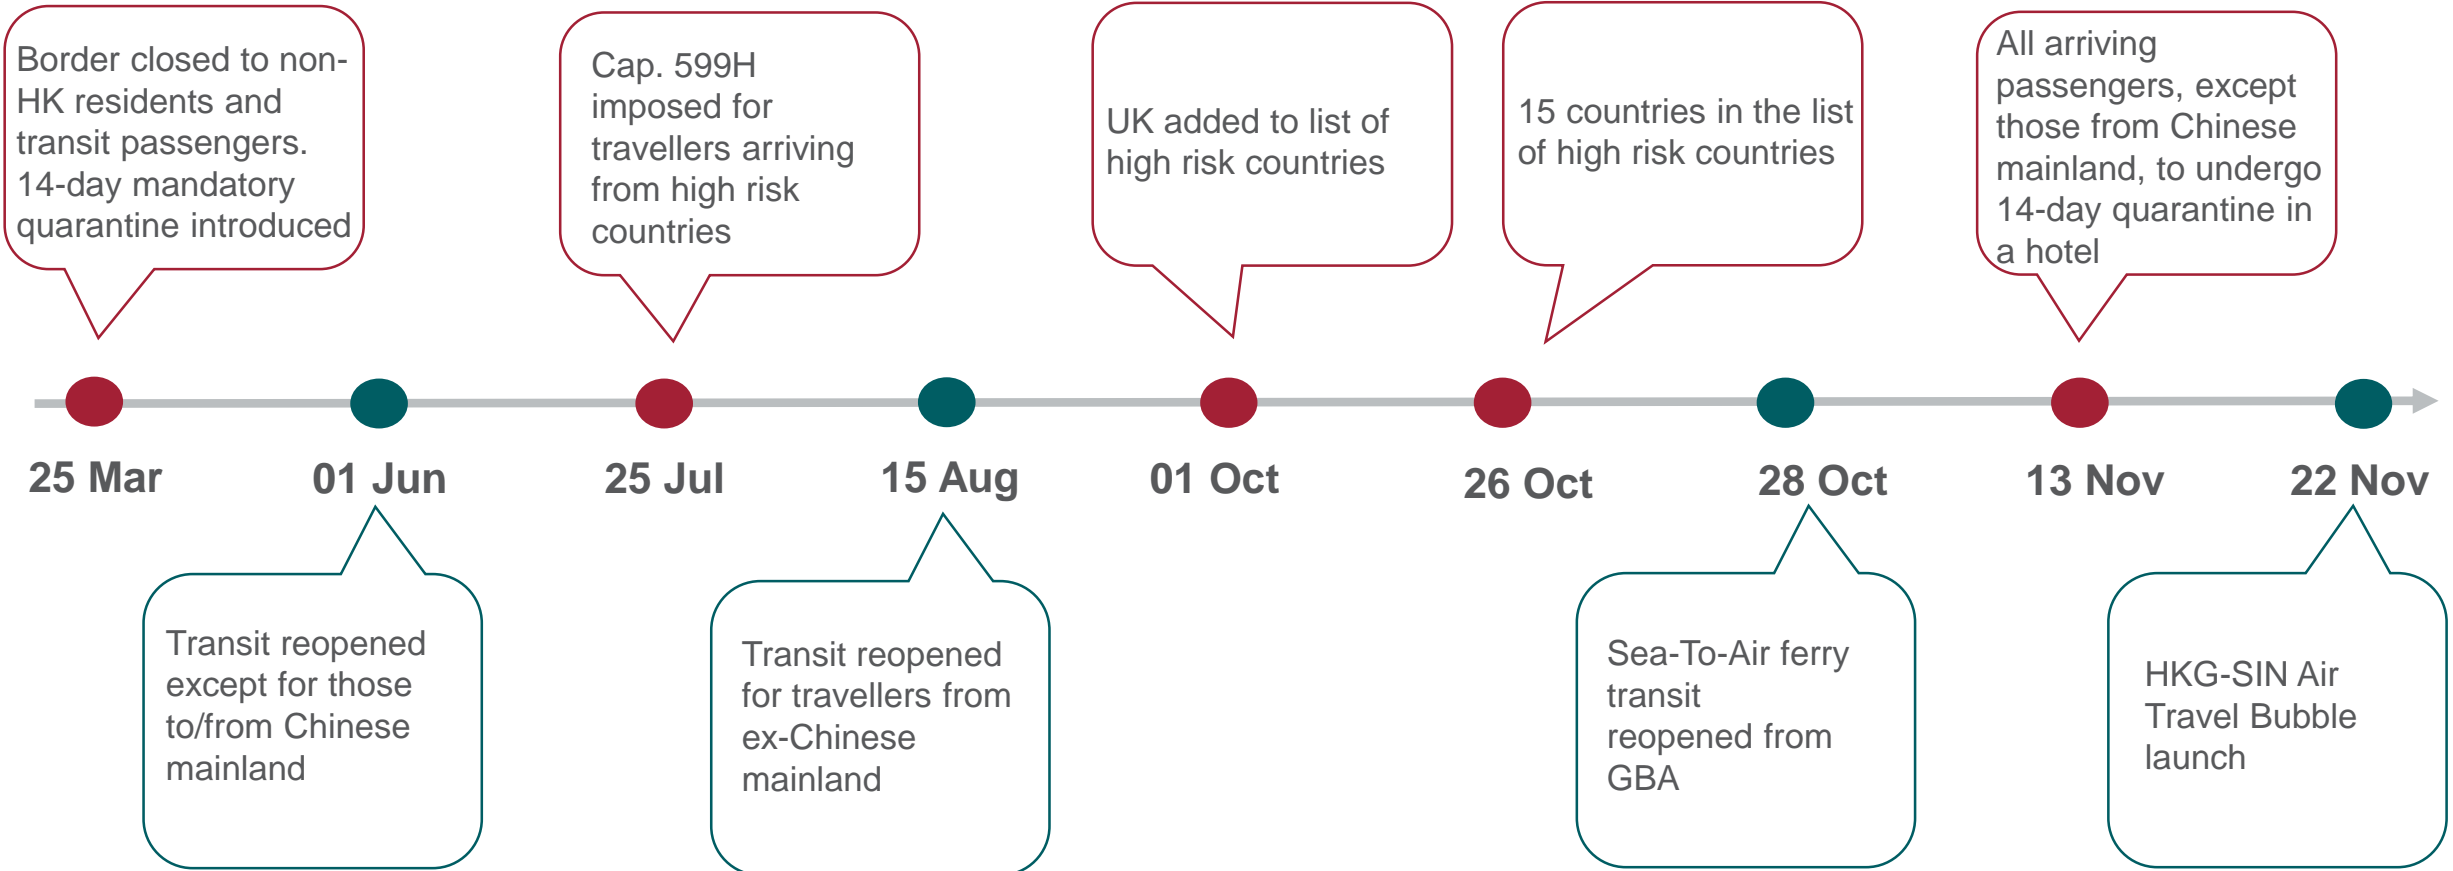 Border closed to non-
HK residents and
transit passengers.
14-day mandatory
quarantine introduced
Cap. 599H
imposed for
travellers arriving
from high risk
countries
UK added to list of
high risk countries
15 countries in the list
of high risk countries
All arriving
passengers, except
those from Chinese
mainland, to undergo
14-day quarantine in
a hotel
25 Mar
01 Jun
25 Jul
15 Aug
01 Oct
26 Oct
28 Oct
13 Nov
22 Nov
Transit reopened
except for those
to/from Chinese
mainland
Transit reopened
for travellers from
ex-Chinese
mainland
Sea-To-Air ferry
transit
reopened from
GBA
HKG-SIN Air
Travel Bubble
launch